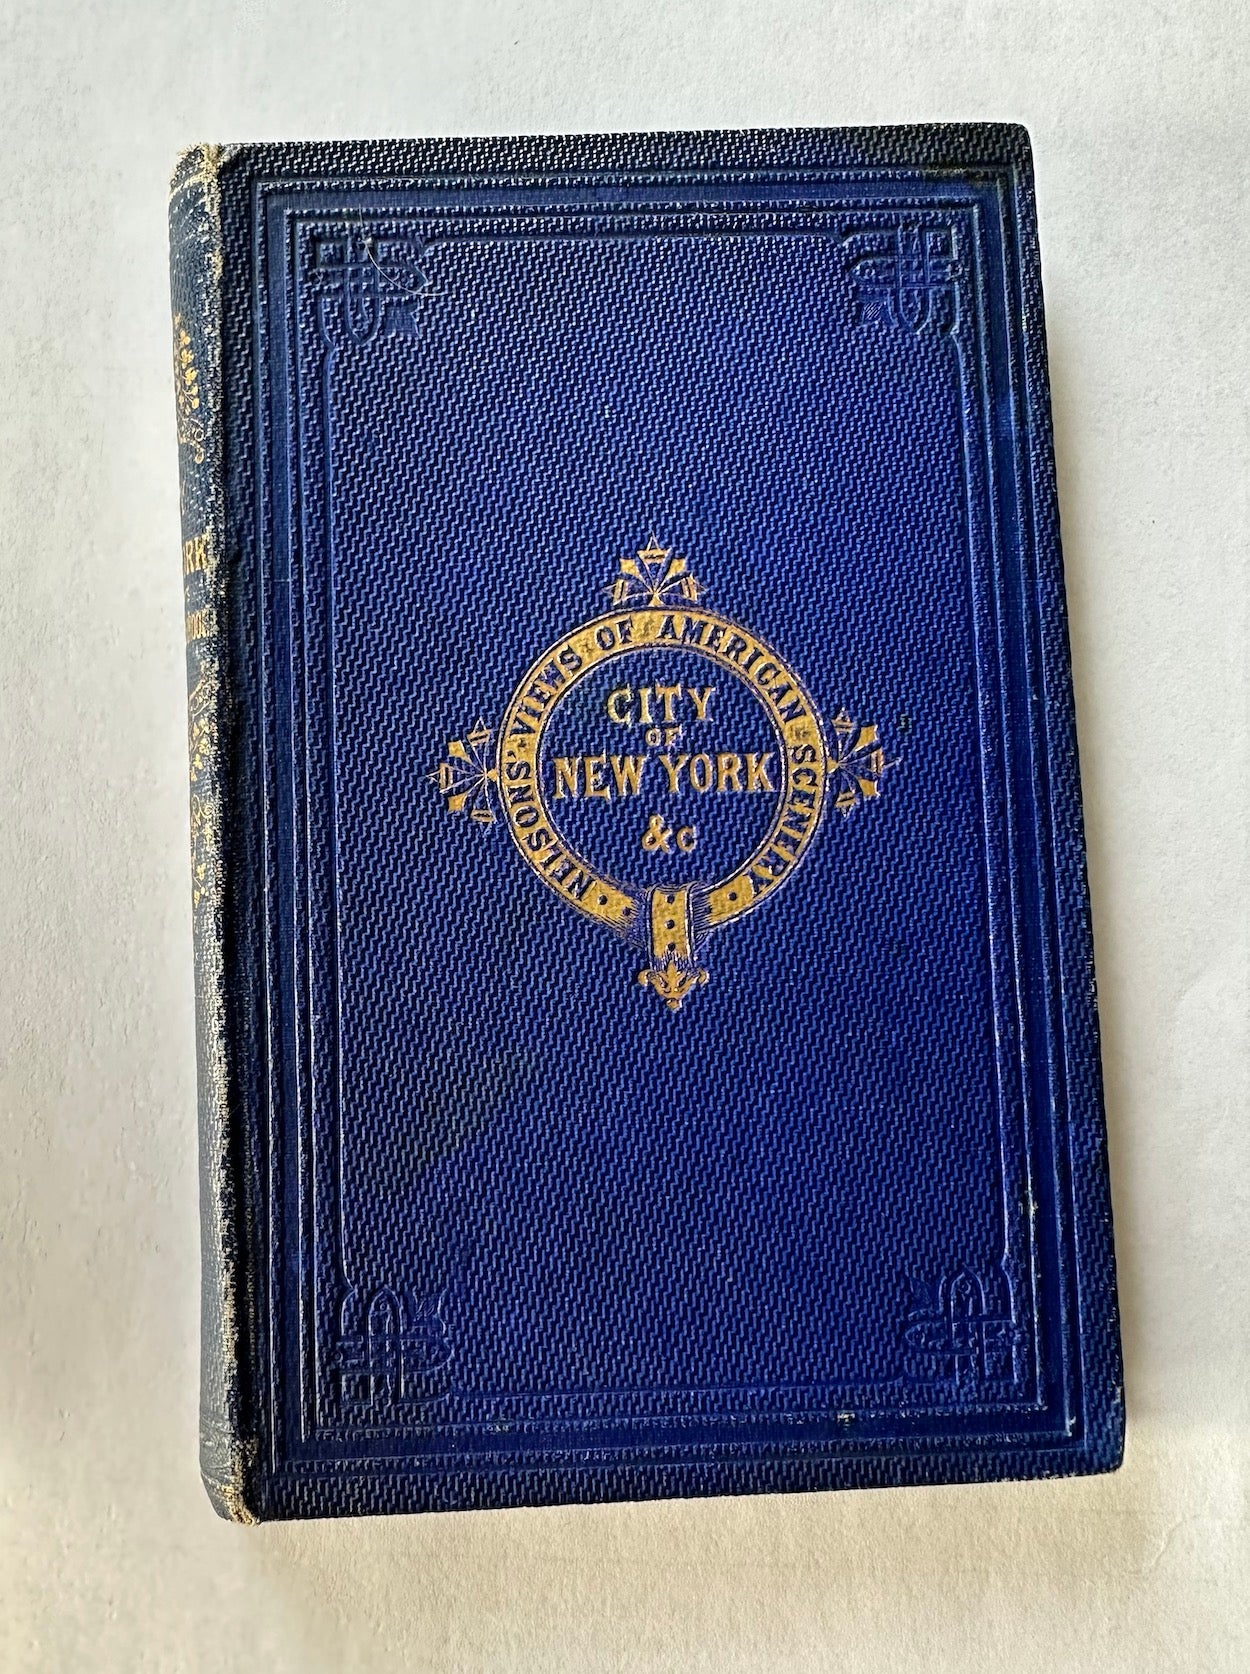 NELSONS' VIEWS OF AMERICAN SCENERY
CITY
OF
NEW YORK
&C